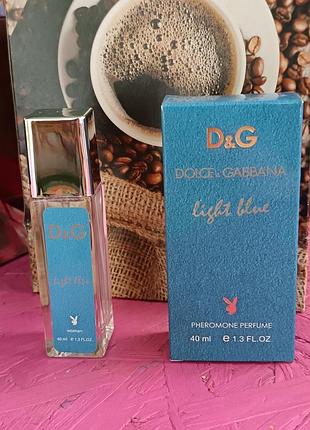 D&G
light blue
woman
40 ml e 1.3 FL.OZ.
D&G
DOLCE & GABBANA
light blue
PHEROMONE PERFUME
40 ml e 1.3 FL.OZ.